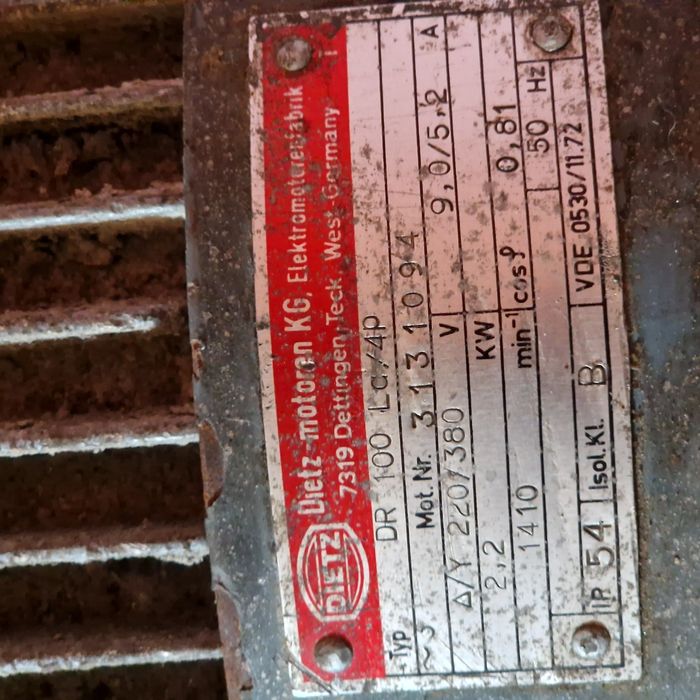 DIETZ
Dietz-motoren KG, Elektromotorenfabrik
7319 Dettingen, Teck West Germany
Typ DR 100 La/4P
~3 Mot. Nr. 3131094
Δ/Y 220/380 V 9,0/5,2 A
2,2 KW
1410 min⁻¹ cosφ 0,81
50 Hz
IP 54 Isol.Kl. B VDE 0530/11.72